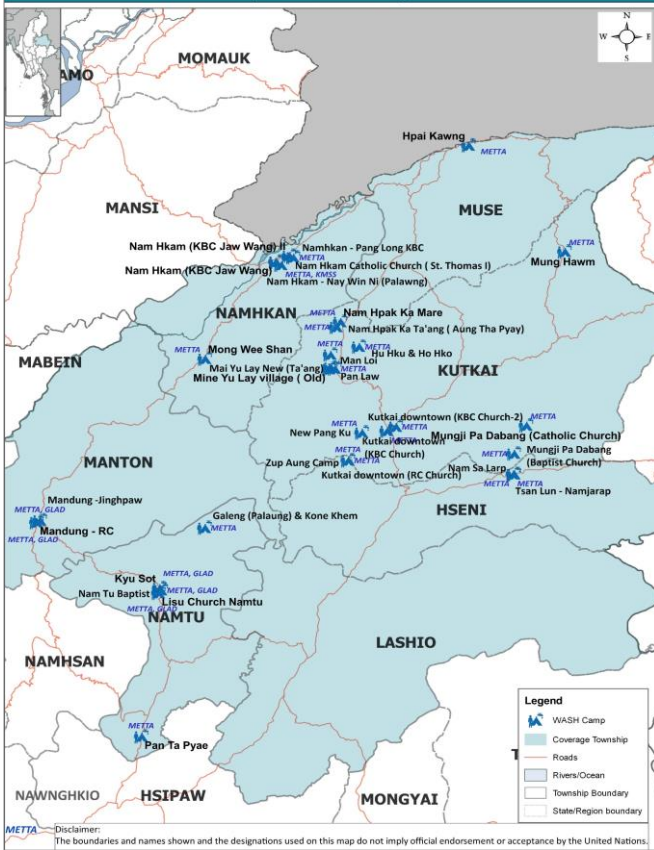 N
W E
S
MOMAUK
AMO
Hpai Kawng
METTA
MANSI
MUSE
Nam Hkam (KBC Jaw Wang) II
Namhkan - Pang Long KBC
METTA
METTA
Nam Hkam (KBC Jaw Wang)
Nam Hkam Catholic Church ( St. Thomas I)
METTA, KMSS
Mung Hawm
Nam Hkam - Nay Win Ni (Palawng)
NAMHKAN
METTA
Nam Hpak Ka Mare
METTA
Nam Hpak Ka Ta'ang ( Aung Tha Pyay)
METTA
METTA
METTA
Mong Wee Shan
Man Loi
Hu Hku & Ho Hko
MABEIN
Mai Yu Lay New (Ta'ang)
METTA
KUTKAI
Mine Yu Lay village ( Old)
Pan Law
Kutkai downtown (KBC Church-2)
METTA
METTA
METTA
New Pang Ku
Mungji Pa Dabang (Catholic Church)
Kutkai downtown
(KBC Church)
METTA
METTA
METTA
Mungji Pa Dabang
(Baptist Church)
MANTON
Zup Aung Camp
METTA
Nam Sa Larp
Kutkai downtown (RC Church)
METTA
METTA
Tsan Lun - Namjarap
Mandung -Jinghpaw
METTA, GLAD
Galeng (Palaung) & Kone Khem
HSENI
METTA
Mandung - RC
METTA, GLAD
Kyu Sot
METTA, GLAD
METTA, GLAD
Nam Tu Baptist
Lisu Church Namtu
METTA, GLAD
NAMTU
LASHIO
NAMHSAN
METTA
Pan Ta Pyae
Legend
WASH Camp
Coverage Township
Roads
Rivers/Ocean
Township Boundary
State/Region boundary
T
NAWNGHKIO
HSIPAW
MONGYAI
METTA
Disclaimer:
The boundaries and names shown and the designations used on this map do not imply official endorsement or acceptance by the United Nations.